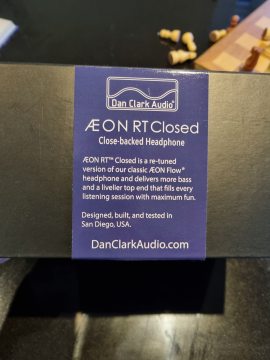 Dan Clark Audio®
ÆON RT Closed
Close-backed Headphone
ÆON RT™ Closed is a re-tuned
version of our classic ÆON Flow®
headphone and delivers more bass
and a livelier top end that fills every
listening session with maximum fun.
Designed, built, and tested in
San Diego, USA.
DanClarkAudio.com